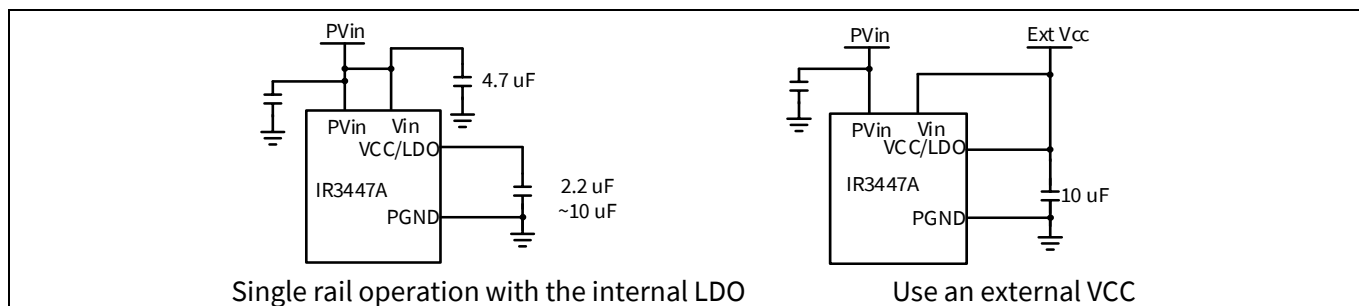 PVin
4.7 uF
PVin Vin
VCC/LDO
IR3447A
2.2 uF
~10 uF
PGND
Single rail operation with the internal LDO
PVin
Ext Vcc
PVin
Vin
VCC/LDO
IR3447A
10 uF
PGND
Use an external VCC